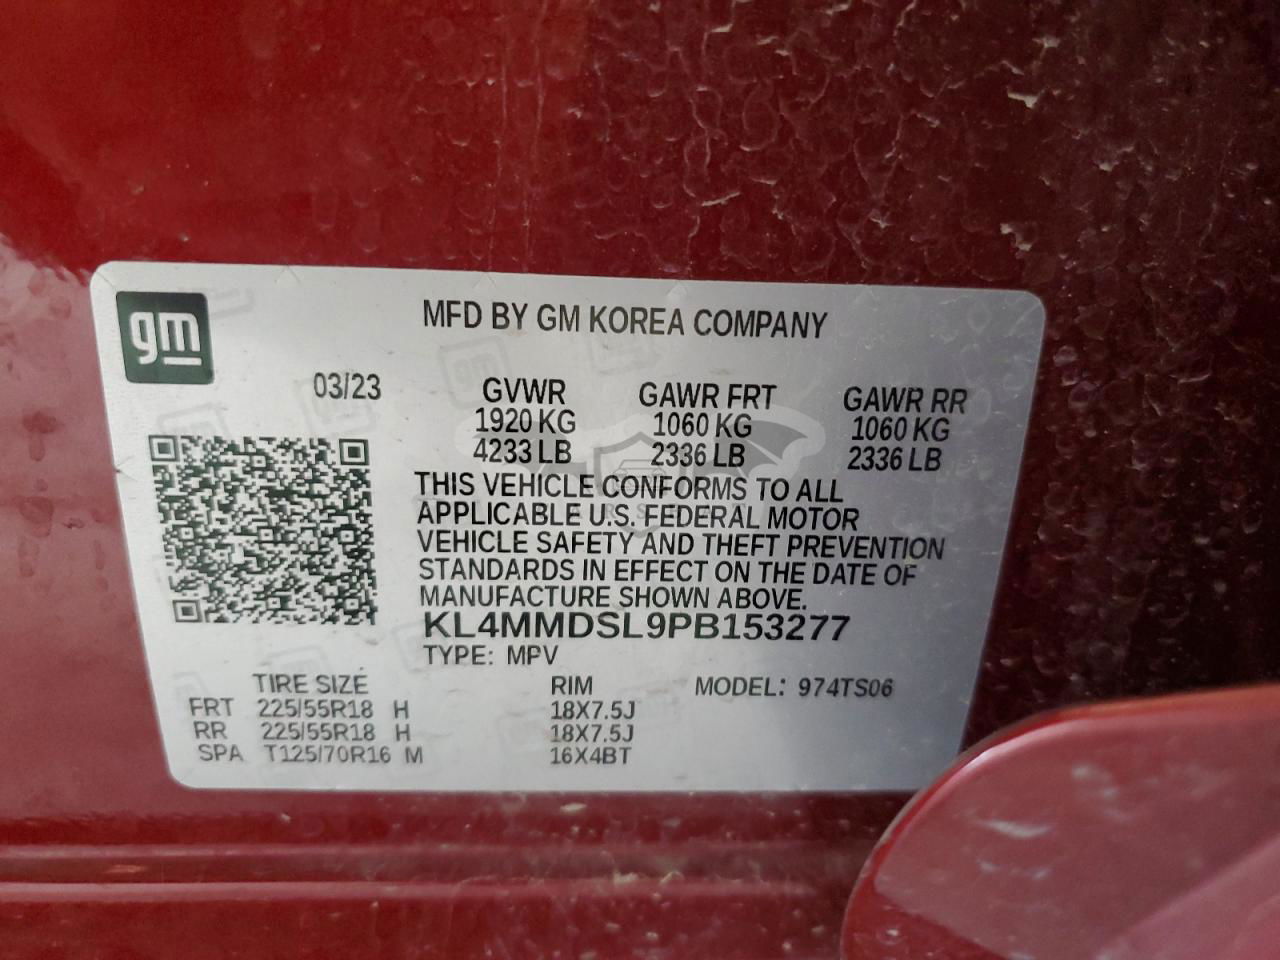 gm
MFD BY GM KOREA COMPANY
03/23 GVWR GAWR FRT GAWR RR
1920 KG 1060 KG 1060 KG
4233 LB 2336 LB 2336 LB
THIS VEHICLE CONFORMS TO ALL
APPLICABLE U.S. FEDERAL MOTOR
VEHICLE SAFETY AND THEFT PREVENTION
STANDARDS IN EFFECT ON THE DATE OF
MANUFACTURE SHOWN ABOVE.
KL4MMDSL9PB153277
TYPE: MPV
TIRE SIZE RIM MODEL: 974TS06
FRT 225/55R18 H 18X7.5J
RR 225/55R18 H 18X7.5J
SPA T125/70R16 M 16X4BT